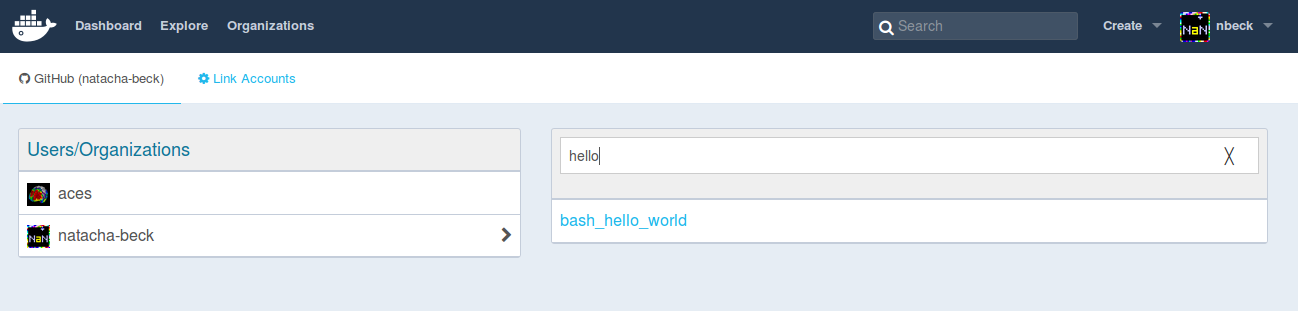 Dashboard Explore Organizations Search Create NaN nbeck
GitHub (natacha-beck) Link Accounts
Users/Organizations
hello
aces
NaN natacha-beck
bash_hello_world